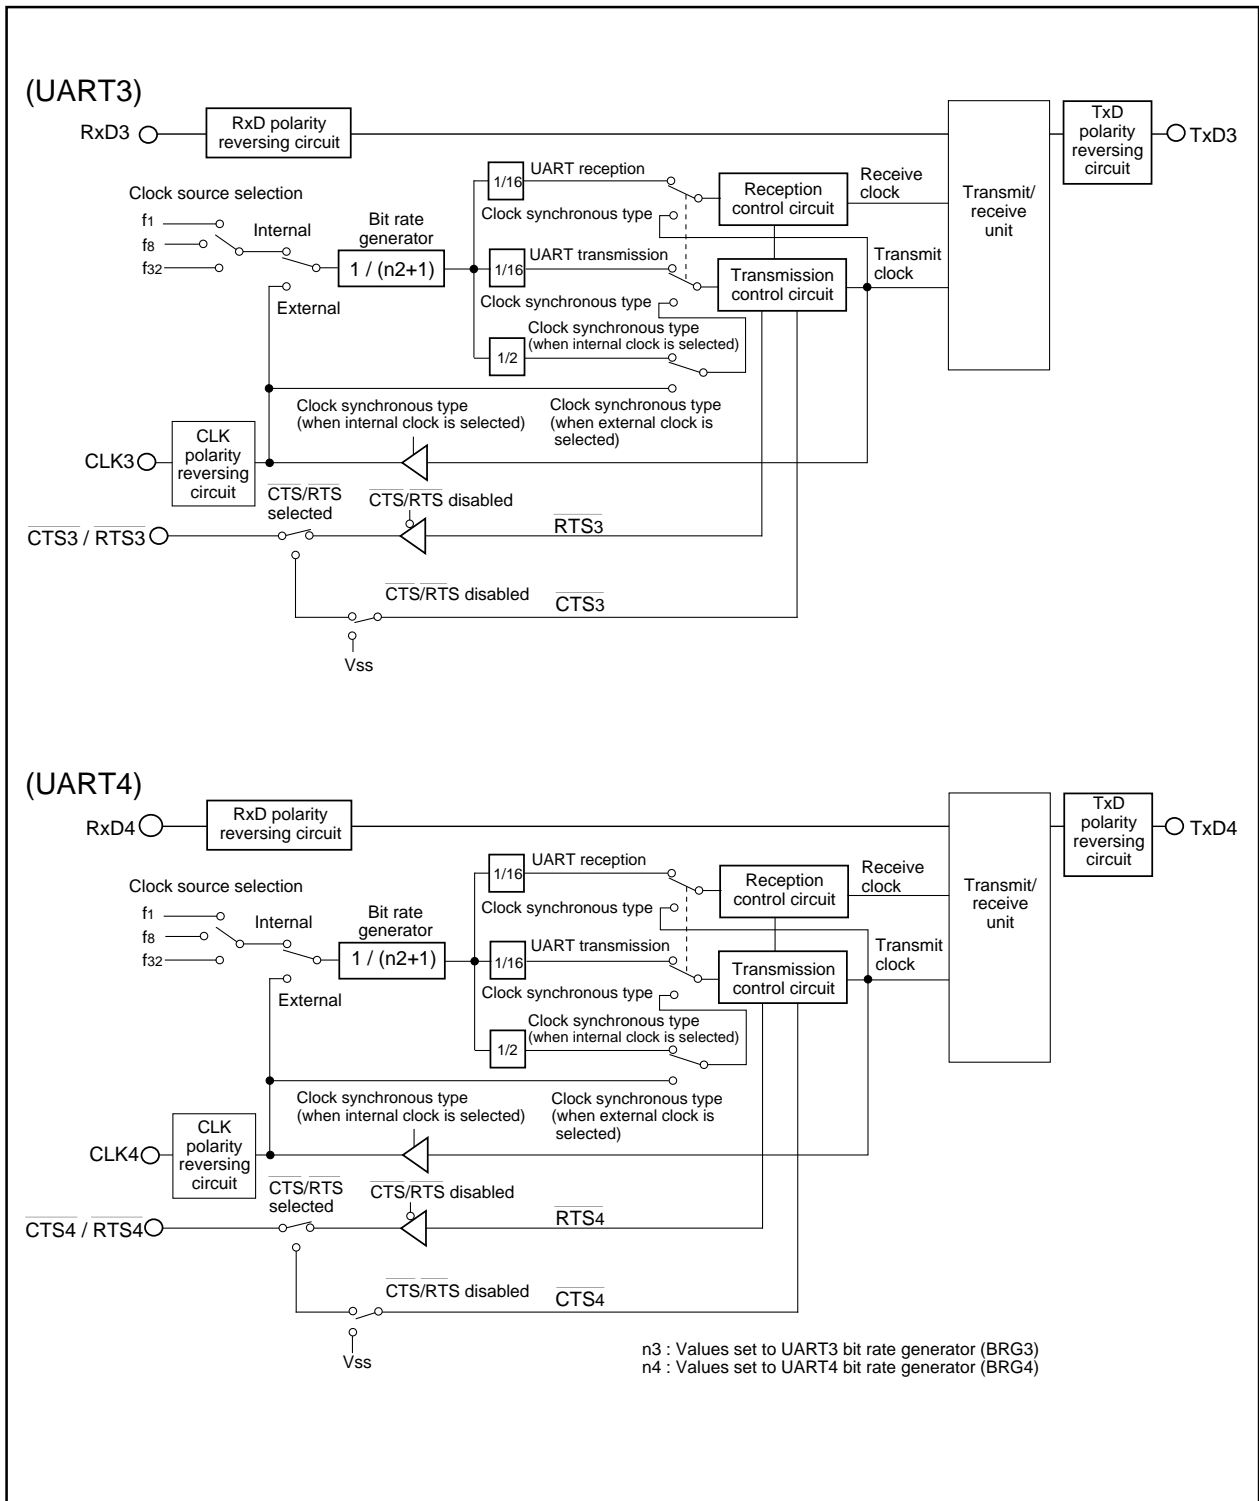 (UART3)
RxD3
RxD polarity
reversing circuit
TxD
polarity
reversing
circuit
TxD3
Clock source selection
f1
f8
f32
Internal
External
Bit rate
generator
1 / (n2+1)
1/16
UART reception
Clock synchronous type
1/16
UART transmission
Clock synchronous type
Clock synchronous type
(when internal clock is selected)
1/2
Reception
control circuit
Receive
clock
Transmission
control circuit
Transmit
clock
Transmit/
receive
unit
Clock synchronous type
(when internal clock is selected)
Clock synchronous type
(when external clock is
selected)
CLK3
CLK
polarity
reversing
circuit
CTS/RTS
selected
CTS/RTS disabled
RTS3
CTS3 / RTS3
CTS/RTS disabled
CTS3
Vss
(UART4)
RxD4
RxD polarity
reversing circuit
TxD
polarity
reversing
circuit
TxD4
Clock source selection
f1
f8
f32
Internal
External
Bit rate
generator
1 / (n2+1)
1/16
UART reception
Clock synchronous type
1/16
UART transmission
Clock synchronous type
Clock synchronous type
(when internal clock is selected)
1/2
Reception
control circuit
Receive
clock
Transmission
control circuit
Transmit
clock
Transmit/
receive
unit
Clock synchronous type
(when internal clock is selected)
Clock synchronous type
(when external clock is
selected)
CLK4
CLK
polarity
reversing
circuit
CTS/RTS
selected
CTS/RTS disabled
RTS4
CTS4 / RTS4
CTS/RTS disabled
CTS4
Vss
n3 : Values set to UART3 bit rate generator (BRG3)
n4 : Values set to UART4 bit rate generator (BRG4)